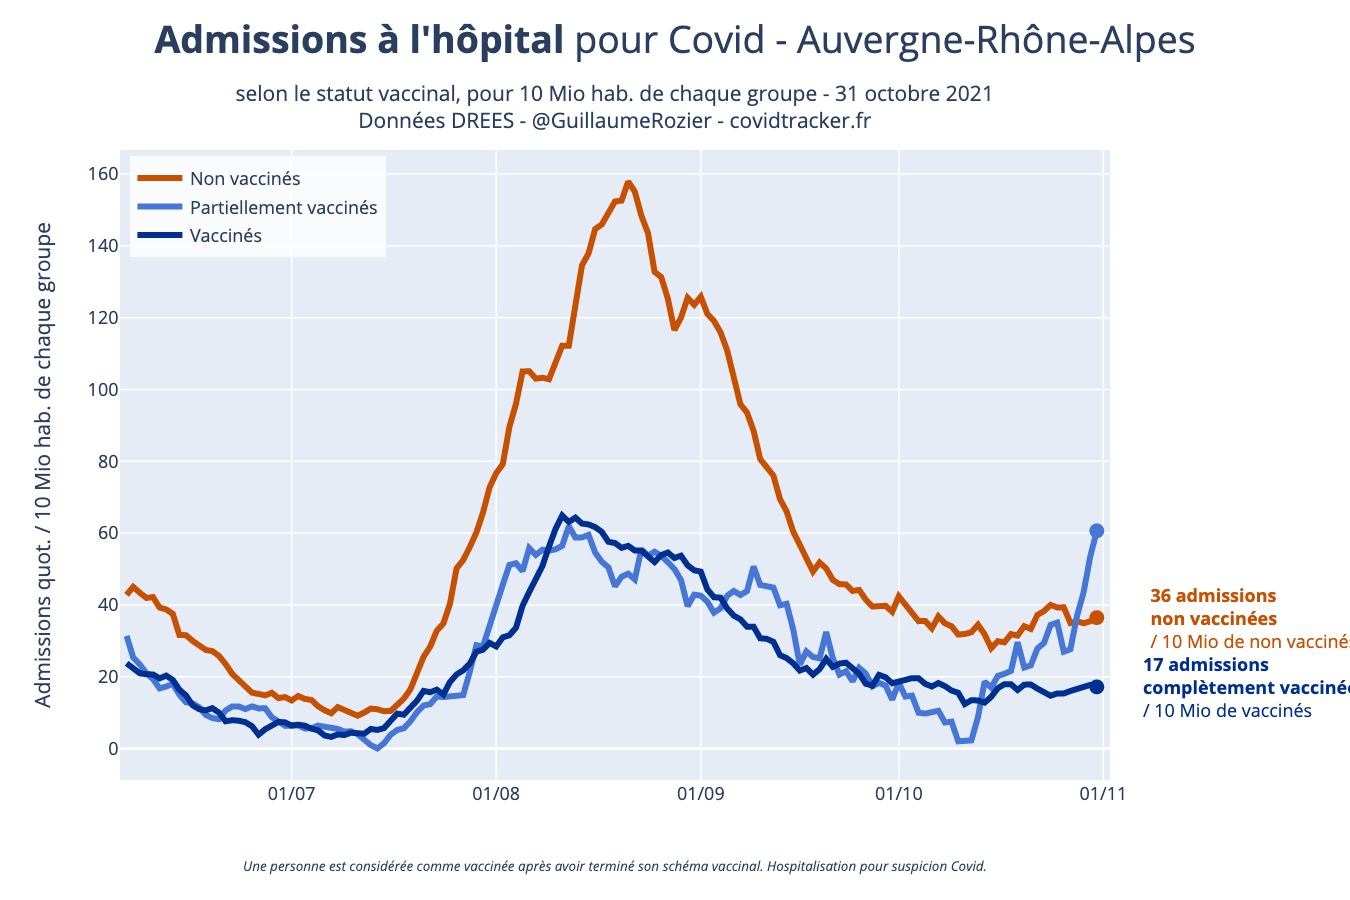 Admissions à l'hôpital pour Covid - Auvergne-Rhône-Alpes
selon le statut vaccinal, pour 10 Mio hab. de chaque groupe - 31 octobre 2021
Données DREES - @GuillaumeRozier - covidtracker.fr
Non vaccinés
Partiellement vaccinés
Vaccinés
Admissions quot. / 10 Mio hab. de chaque groupe
160
140
120
100
80
60
40
20
0
01/07
01/08
01/09
01/10
01/11
36 admissions
non vaccinées
/ 10 Mio de non vacciné
17 admissions
complètement vacciné
/ 10 Mio de vaccinés
Une personne est considérée comme vaccinée après avoir terminé son schéma vaccinal. Hospitalisation pour suspicion Covid.